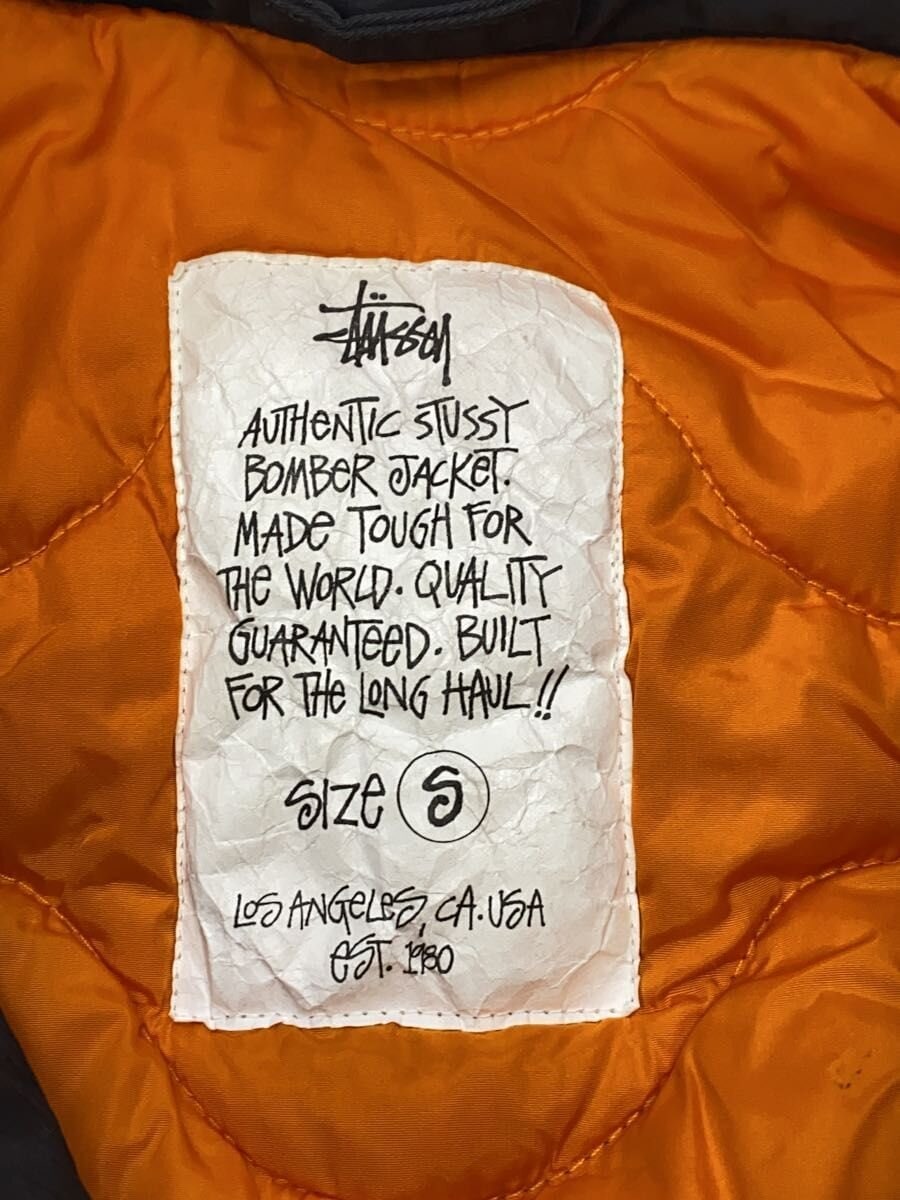 Stüssy
AUTHENTIC STUSSY
BOMBER JACKET.
MADE TOUGH FOR
THE WORLD. QUALITY
GUARANTEED. BUILT
FOR THE LONG HAUL!!
SIZE S
LOS ANGELES, CA. USA
EST. 1980